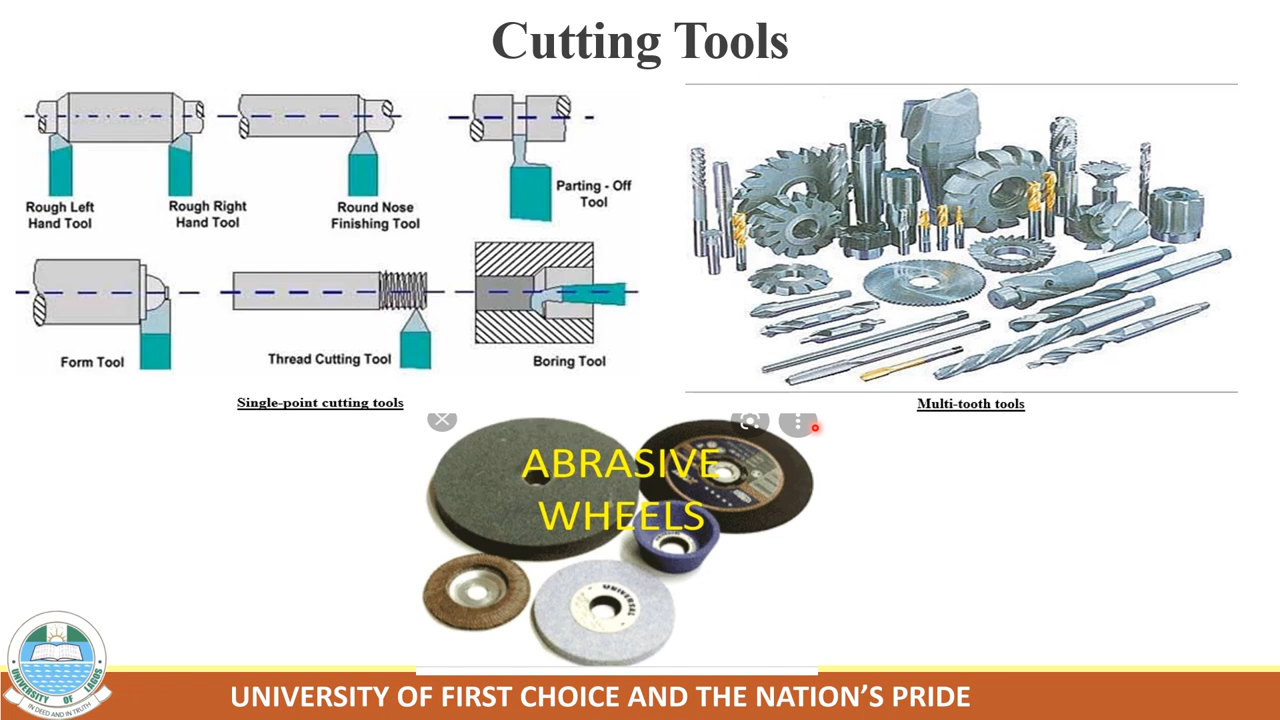 Cutting Tools
Rough Left
Hand Tool
Rough Right
Hand Tool
Round Nose
Finishing Tool
Parting - Off
Tool
Form Tool
Thread Cutting Tool
Boring Tool
Single-point cutting tools
Multi-tooth tools
ABRASIVE
WHEELS
UNIVERSAL
UNIVERSITY OF LAGOS
IN DEED AND IN TRUTH
UNIVERSITY OF FIRST CHOICE AND THE NATION’S PRIDE